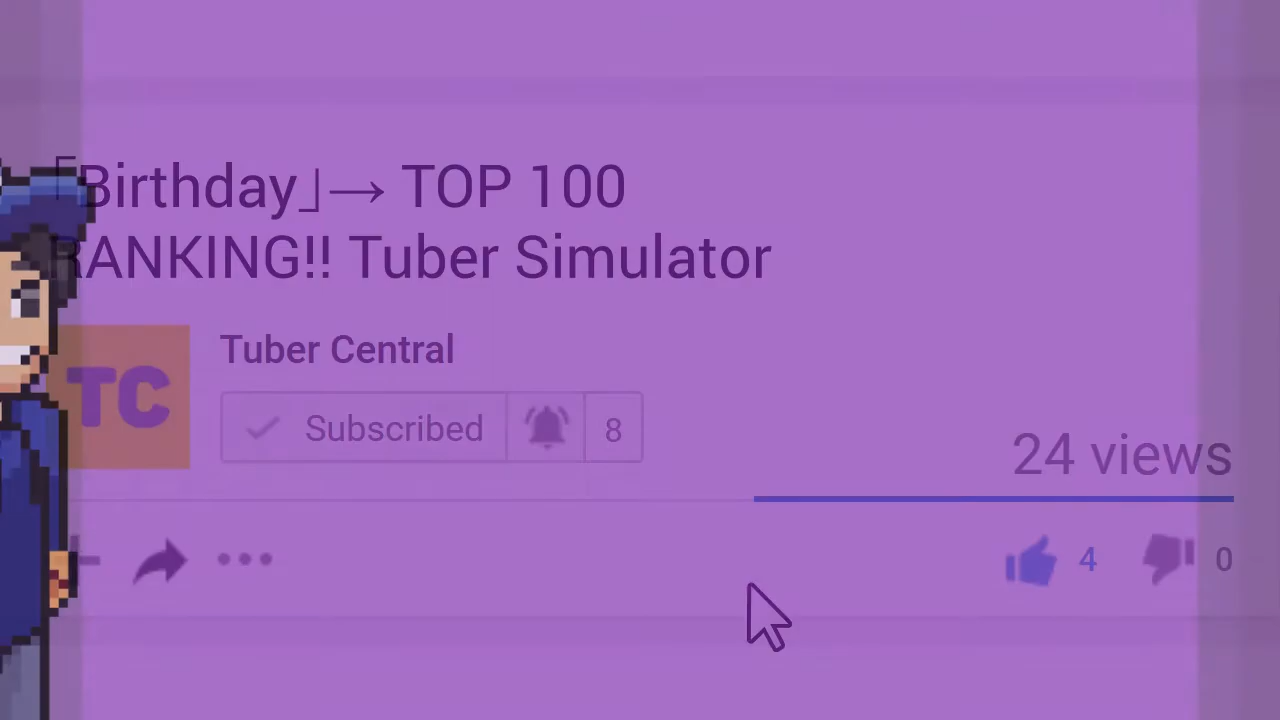 「Birthday」→ TOP 100
RANKING!! Tuber Simulator
TC
Tuber Central
Subscribed
8
24 views
4
0